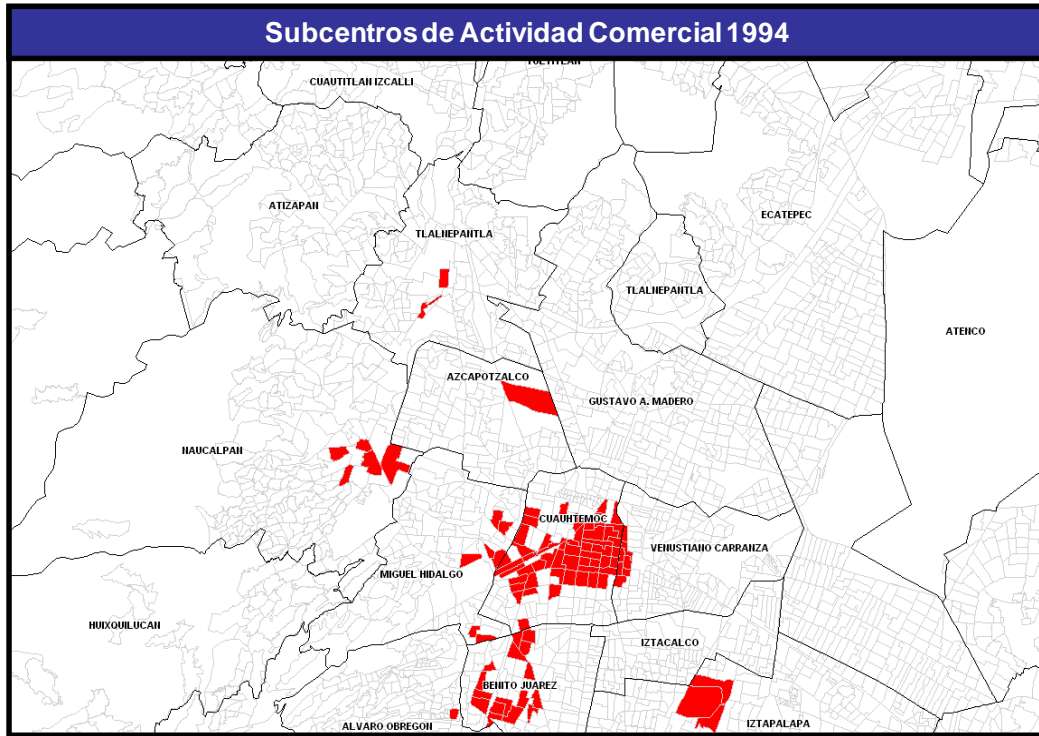 Subcentros de Actividad Comercial 1994
CUAUTITLAN IZCALLI
ATIZAPAN
TLALNEPANTLA
ECATEPEC
TLALNEPANTLA
ATENCO
AZCAPOTZALCO
GUSTAVO A. MADERO
NAUCALPAN
CUAUHTEMOC
VENUSTIANO CARRANZA
MIGUEL HIDALGO
HUIXQUILUCAN
IZTACALCO
BENITO JUAREZ
ALVARO OBREGON
IZTAPALAPA